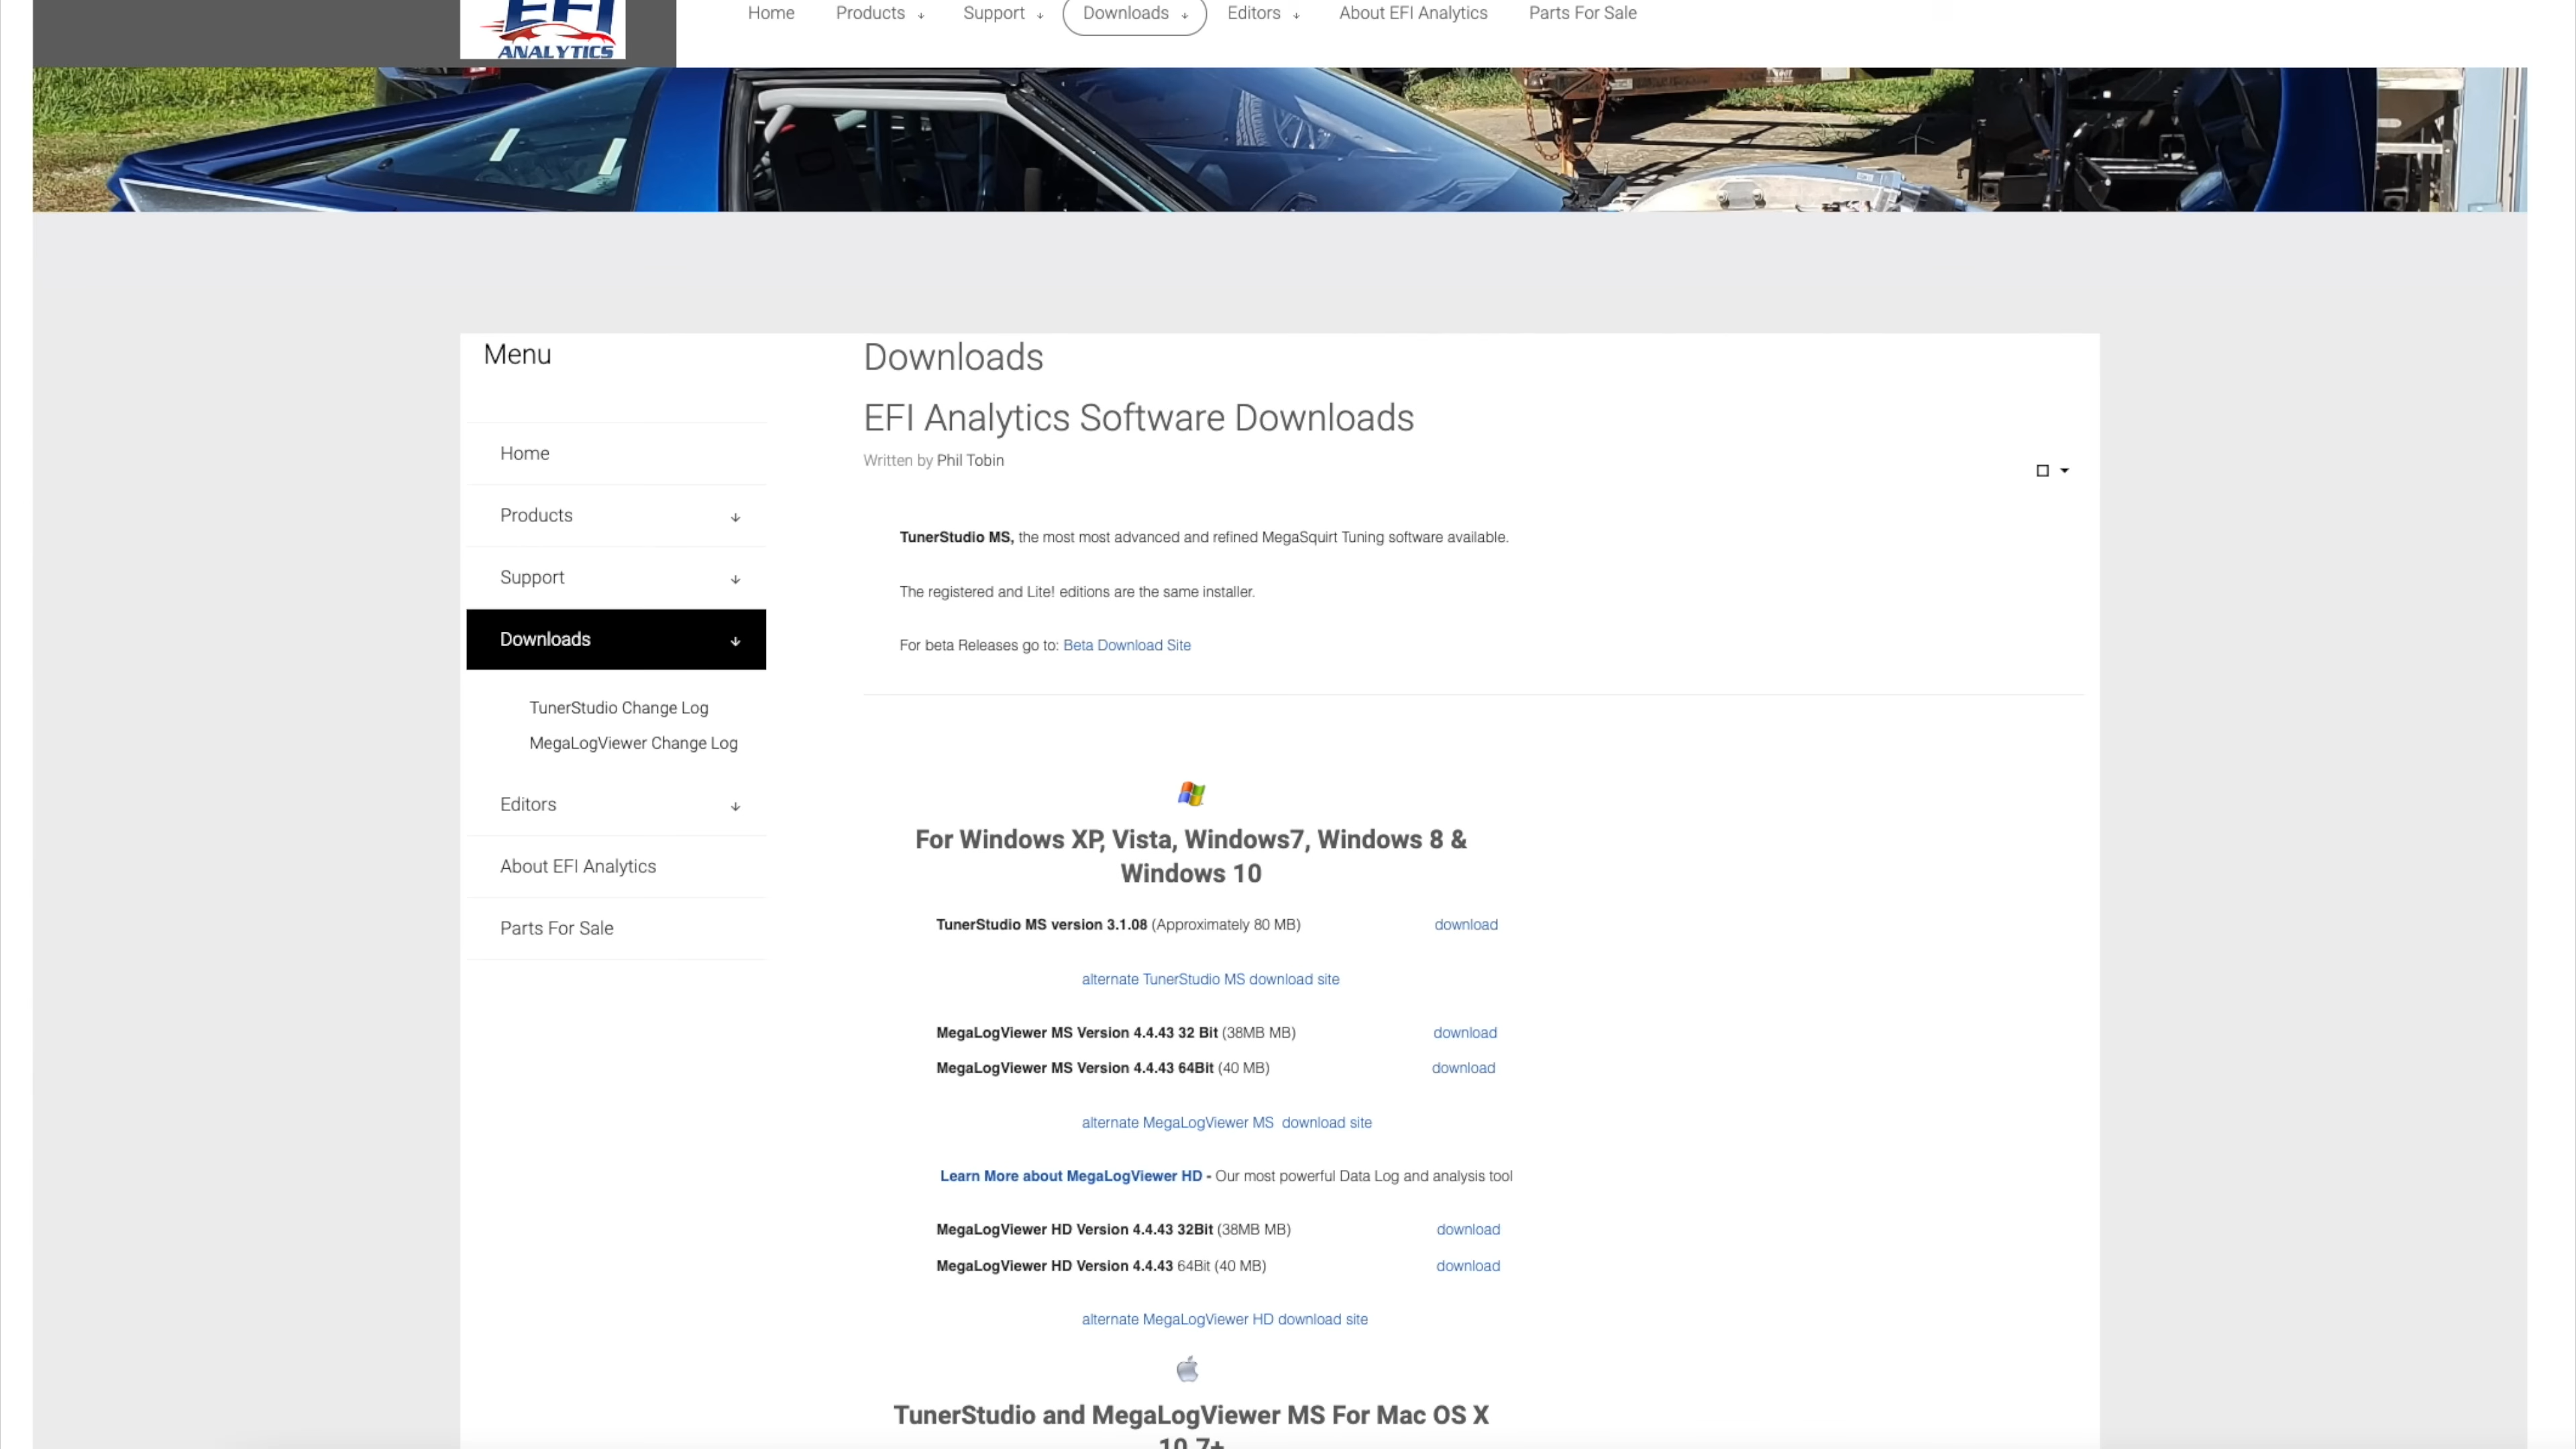 EFI
ANALYTICS
Home Products Support Downloads Editors About EFI Analytics Parts For Sale
Menu
Home
Products
Support
Downloads
TunerStudio Change Log
MegaLogViewer Change Log
Editors
About EFI Analytics
Parts For Sale
Downloads
EFI Analytics Software Downloads
Written by Phil Tobin
TunerStudio MS, the most most advanced and refined MegaSquirt Tuning software available.
The registered and Lite! editions are the same installer.
For beta Releases go to: Beta Download Site
For Windows XP, Vista, Windows7, Windows 8 &
Windows 10
TunerStudio MS version 3.1.08 (Approximately 80 MB) download
alternate TunerStudio MS download site
MegaLogViewer MS Version 4.4.43 32 Bit (38MB MB) download
MegaLogViewer MS Version 4.4.43 64Bit (40 MB) download
alternate MegaLogViewer MS download site
Learn More about MegaLogViewer HD - Our most powerful Data Log and analysis tool
MegaLogViewer HD Version 4.4.43 32Bit (38MB MB) download
MegaLogViewer HD Version 4.4.43 64Bit (40 MB) download
alternate MegaLogViewer HD download site
TunerStudio and MegaLogViewer MS For Mac OS X
10.7+